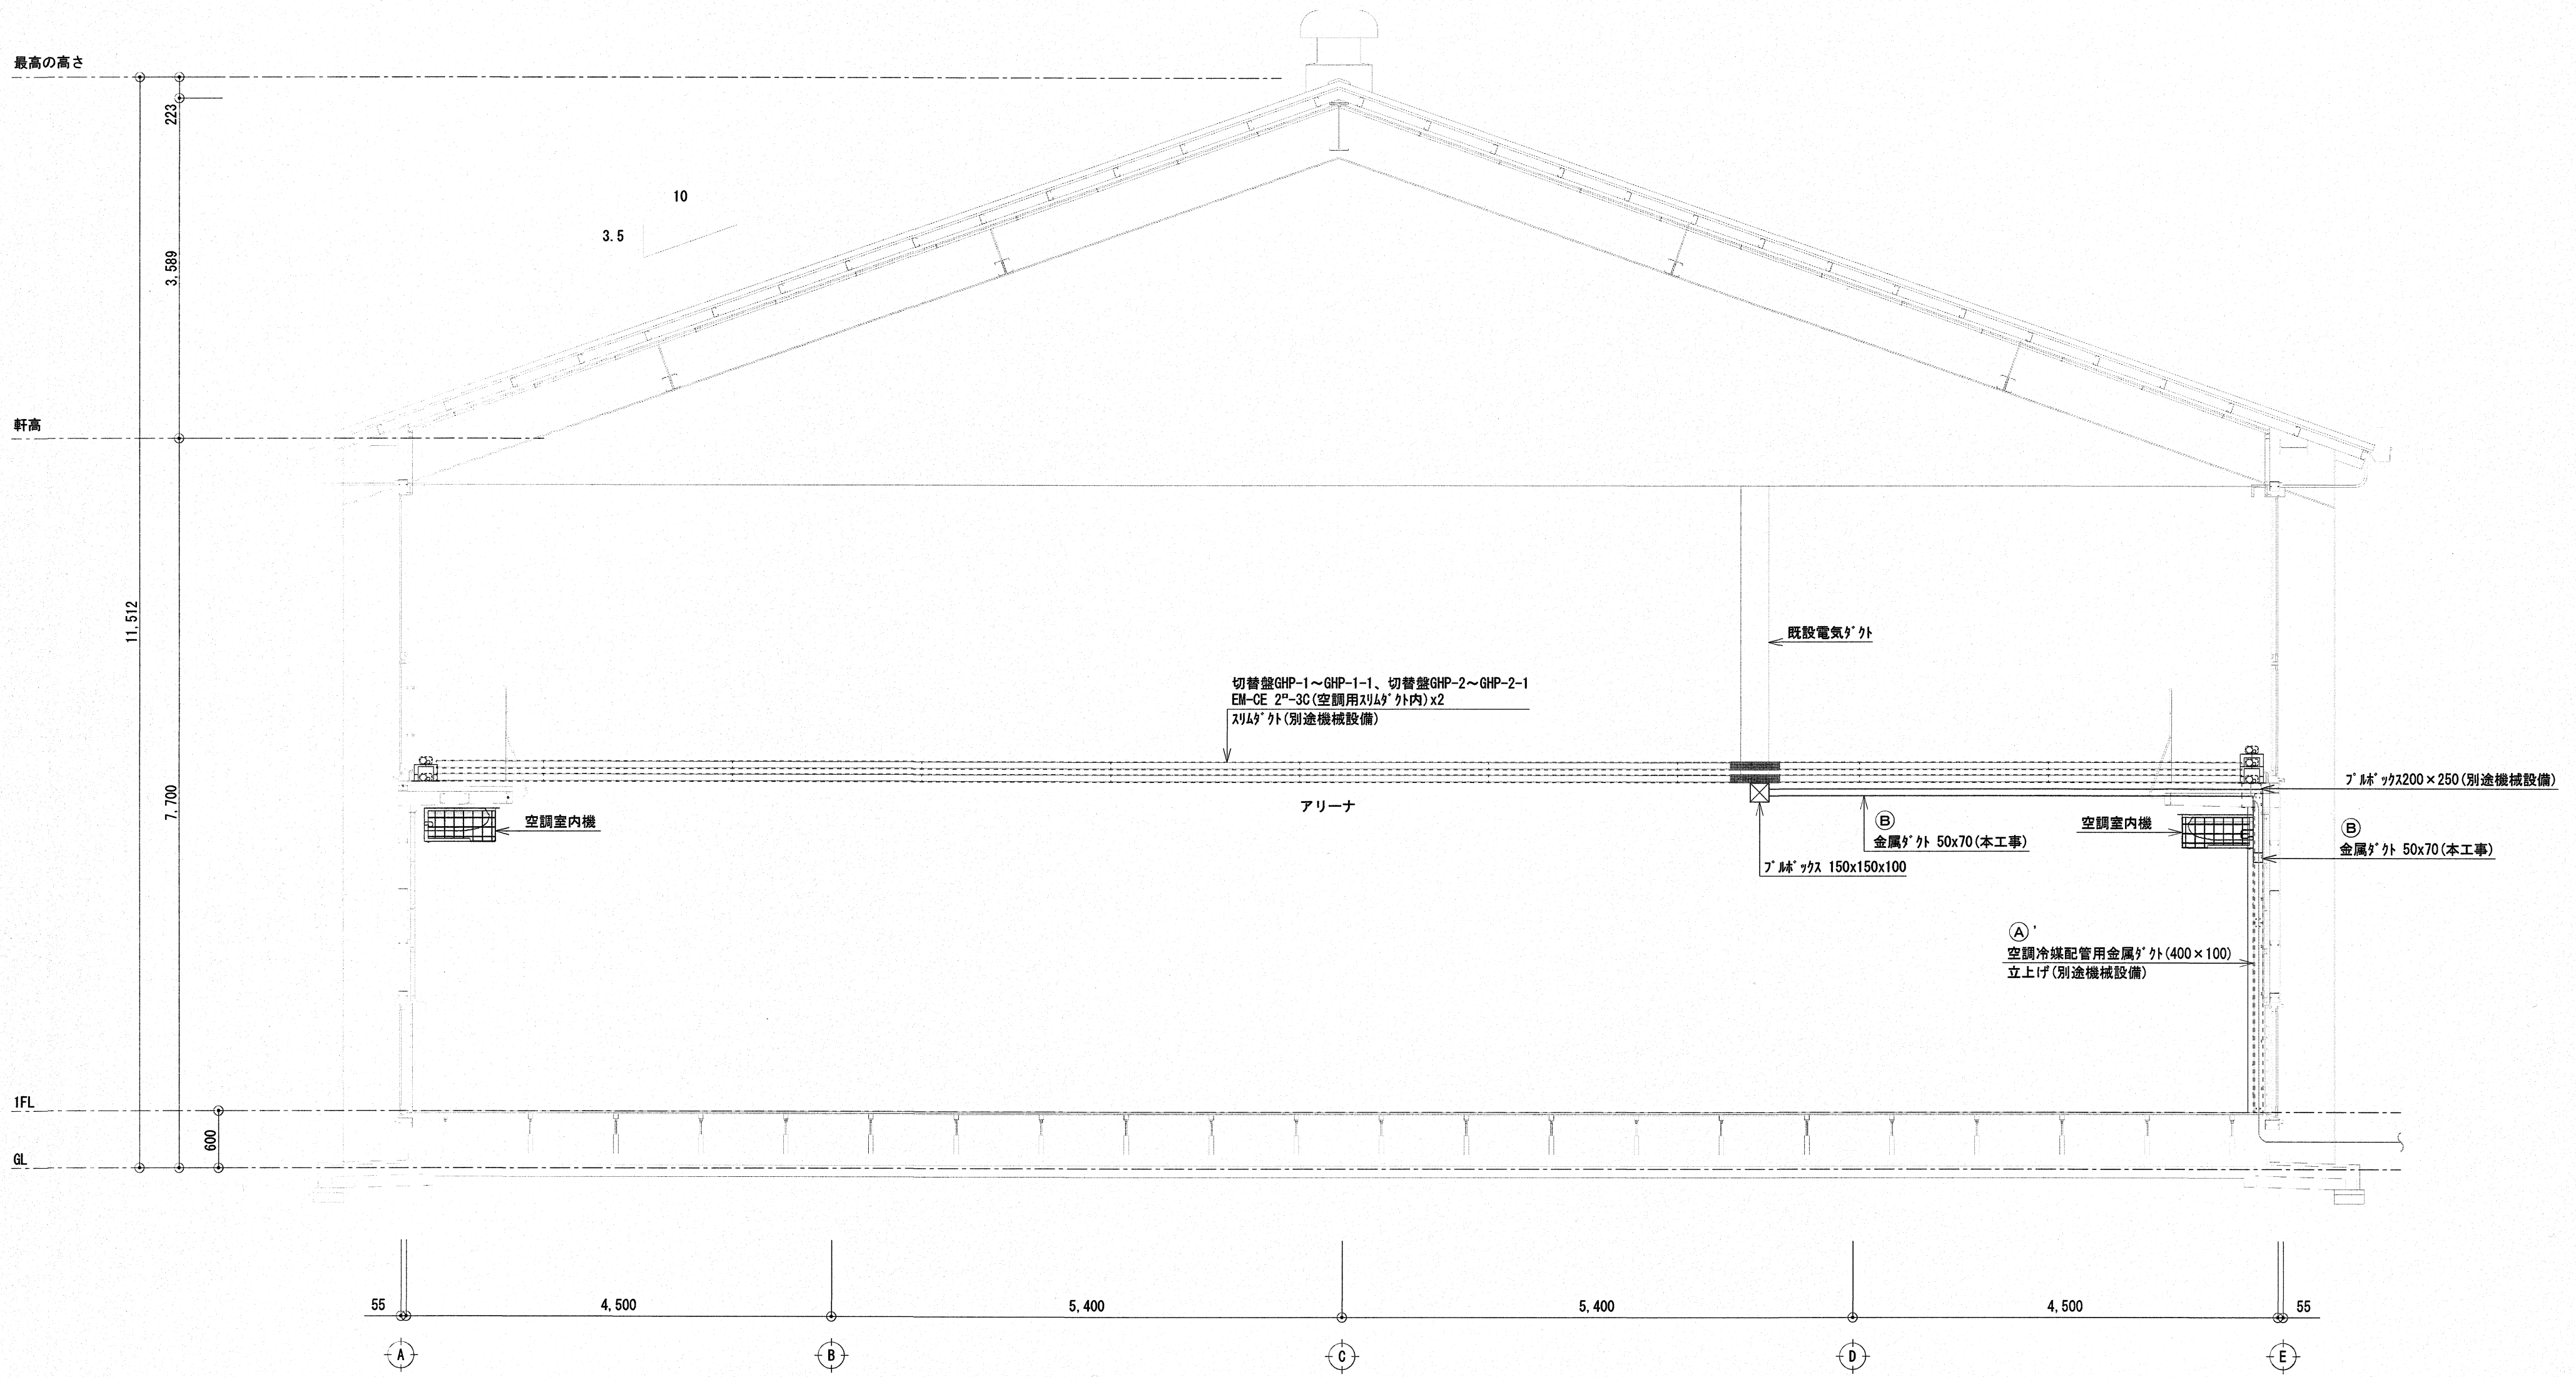 最高の高さ
223
10
3.5
3,589
軒高
11,512
既設電気ダクト
切替盤GHP-1～GHP-1-1、切替盤GHP-2～GHP-2-1
EM-CE 2°-3C(空調用スリムダクト内)x2
スリムダクト(別途機械設備)
プルボックス200×250(別途機械設備)
7,700
アリーナ
空調室内機
B
金属ダクト 50x70(本工事)
空調室内機
B
金属ダクト 50x70(本工事)
プルボックス 150x150x100
A'
空調冷媒配管用金属ダクト(400×100)
立上げ(別途機械設備)
1FL
600
GL
55
4,500
5,400
5,400
4,500
55
A
B
C
D
E